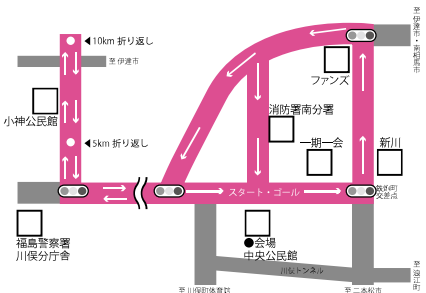 至 伊達市・南相馬市
10km 折り返し
至 伊達市
ファンズ
小神公民館
消防署南分署
5km 折り返し
一期一会
新川
スタート・ゴール
鉄炮町
交差点
福島警察署
川俣分庁舎
●会場
中央公民館
川俣トンネル
至 浪江町
至 川俣町体育館
至 二本松市